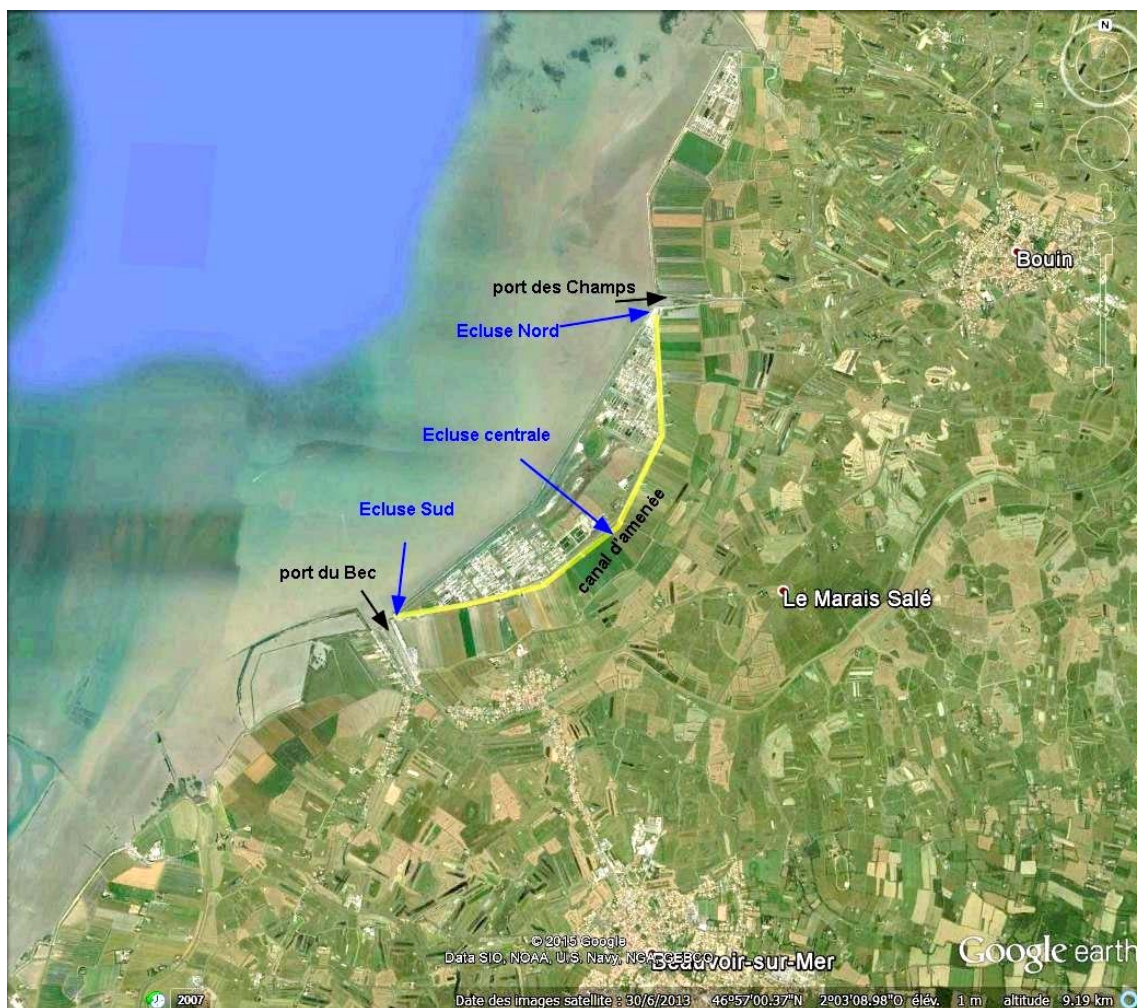 N
Bouin
port des Champs
Ecluse Nord
Ecluse centrale
Ecluse Sud
canal d'amenée
port du Bec
Le Marais Salé
© 2015 Google
Data SIO, NOAA, U.S. Navy, NGA, GEBCO
Beauvoir-sur-Mer
Google earth
2007
Date des images satellite : 30/6/2013 46°57'00.37"N 2°03'08.98"O élév. 1 m altitude 9.19 km